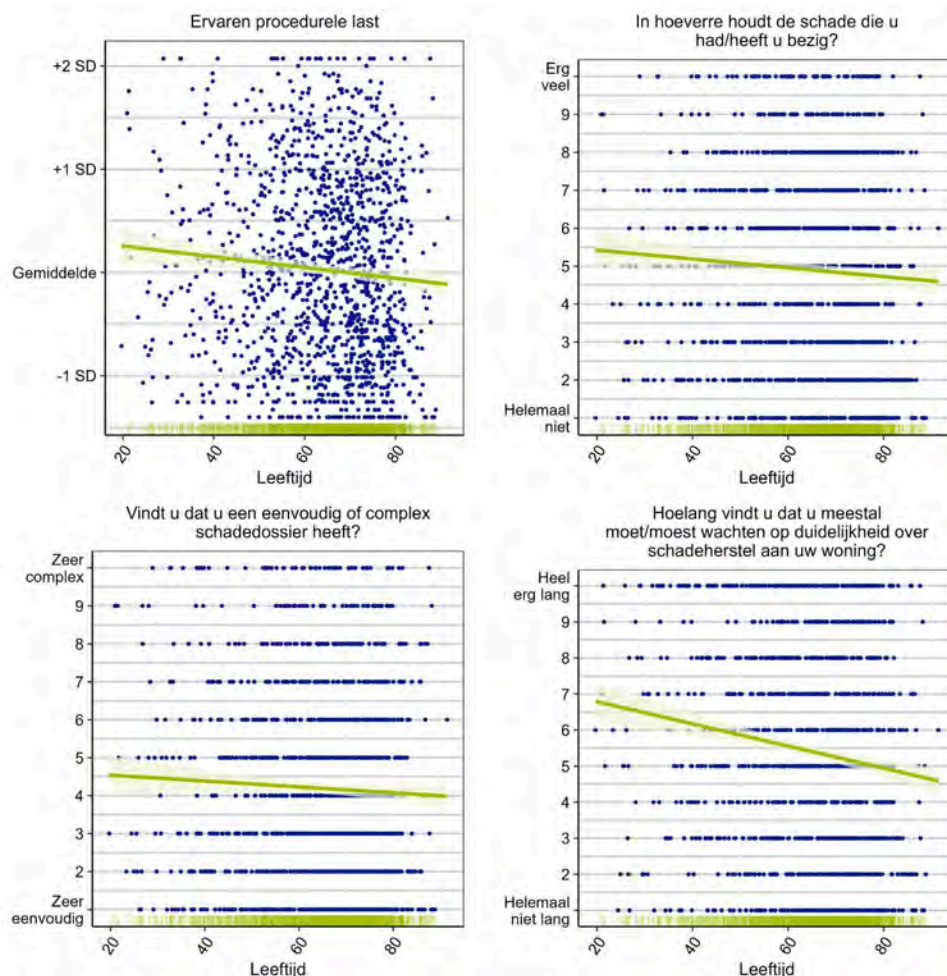 Ervaren procedurele last
+2 SD
+1 SD
Gemiddelde
-1 SD
20
40
60
80
Leeftijd
In hoeverre houdt de schade die u
had/heeft u bezig?
Erg
veel
9
8
7
6
5
4
3
2
Helemaal
niet
20
40
60
80
Leeftijd
Vindt u dat u een eenvoudig of complex
schadedossier heeft?
Zeer
complex
9
8
7
6
5
4
3
2
Zeer
eenvoudig
20
40
60
80
Leeftijd
Hoelang vindt u dat u meestal
moet/moest wachten op duidelijkheid over
schadeherstel aan uw woning?
Heel
erg lang
9
8
7
6
5
4
3
2
Helemaal
niet lang
20
40
60
80
Leeftijd